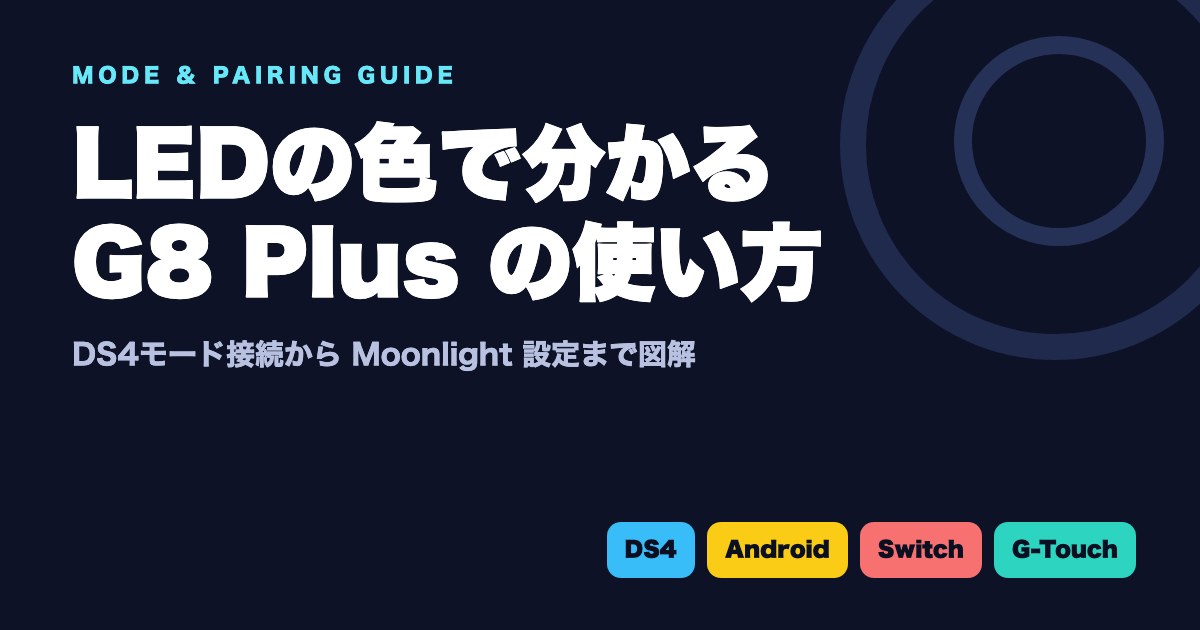 MODE & PAIRING GUIDE
LEDの色で分かる
G8 Plus の使い方
DS4モード接続から Moonlight 設定まで図解
DS4
Android
Switch
G-Touch